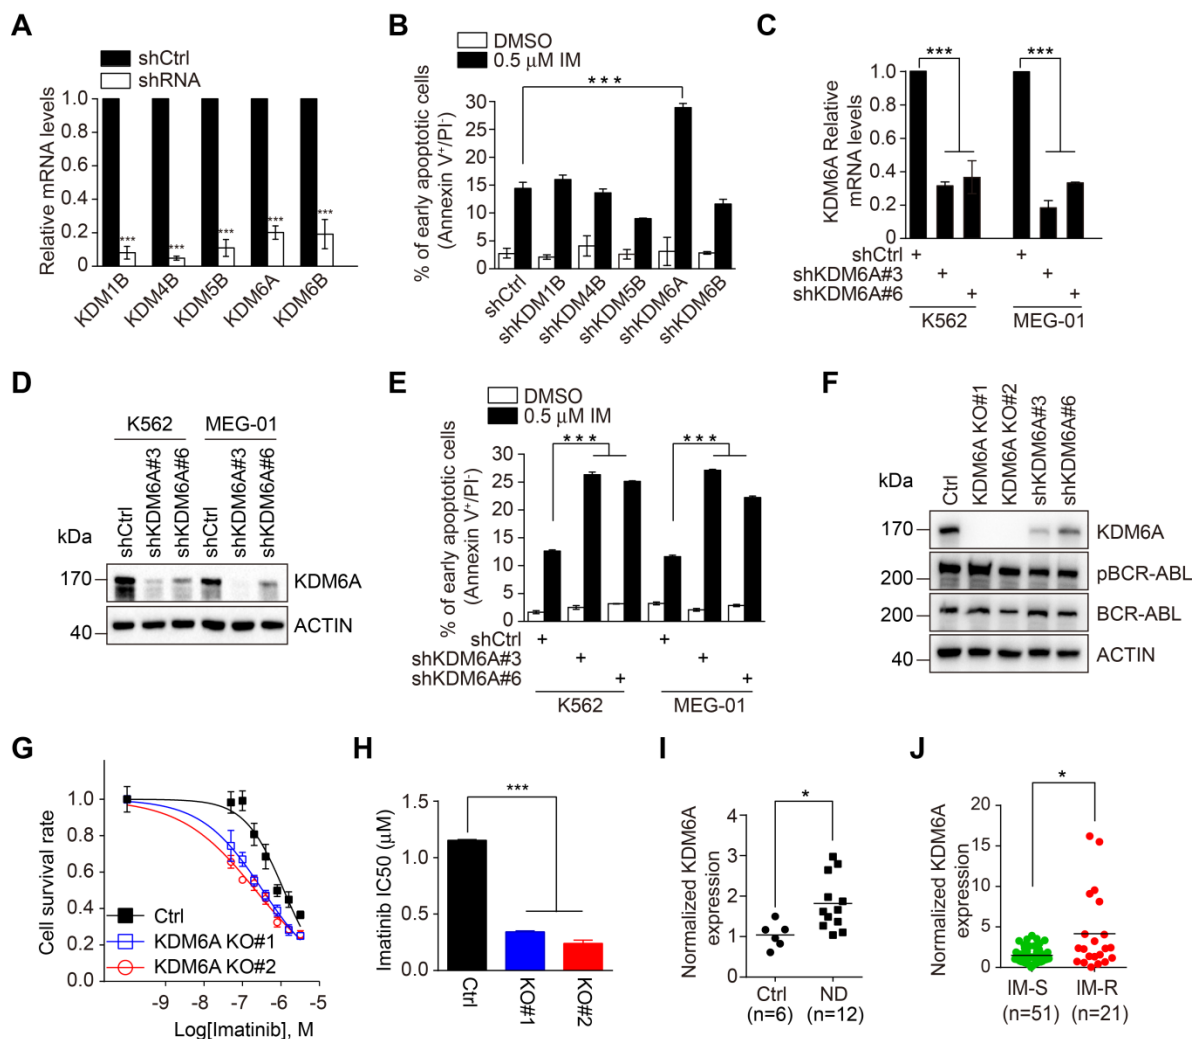 A
shCtrl
shRNA
Relative mRNA levels
1.0
0.8
0.6
0.4
0.2
0
***
***
***
***
***
KDM1B
KDM4B
KDM5B
KDM6A
KDM6B
B
DMSO
0.5 μM IM
% of early apoptotic cells
(Annexin V+/PI-)
30
25
20
15
10
5
0
***
shCtrl
shKDM1B
shKDM4B
shKDM5B
shKDM6A
shKDM6B
C
KDM6A Relative
mRNA levels
1.0
0.8
0.6
0.4
0.2
0
***
***
shCtrl + +
shKDM6A#3 + +
shKDM6A#6 + +
K562 MEG-01
D
K562 MEG-01
shCtrl
shKDM6A#3
shKDM6A#6
shCtrl
shKDM6A#3
shKDM6A#6
kDa
170
KDM6A
40
ACTIN
E
DMSO
0.5 μM IM
% of early apoptotic cells
(Annexin V+/PI-)
30
25
20
15
10
5
0
***
***
shCtrl + +
shKDM6A#3 + +
shKDM6A#6 + +
K562 MEG-01
F
Ctrl
KDM6A KO#1
KDM6A KO#2
shKDM6A#3
shKDM6A#6
kDa
170
KDM6A
200
pBCR-ABL
200
BCR-ABL
40
ACTIN
G
Cell survival rate
1.0
0.8
0.6
0.4
0.2
0
Ctrl
KDM6A KO#1
KDM6A KO#2
-9 -8 -7 -6 -5
Log[Imatinib], M
H
Imatinib IC50 (μM)
1.5
1.0
0.5
0.0
***
Ctrl
KO#1
KO#2
I
Normalized KDM6A
expression
4
3
2
1
0
*
Ctrl ND
(n=6) (n=12)
J
Normalized KDM6A
expression
20
15
10
5
0
*
IM-S IM-R
(n=51) (n=21)